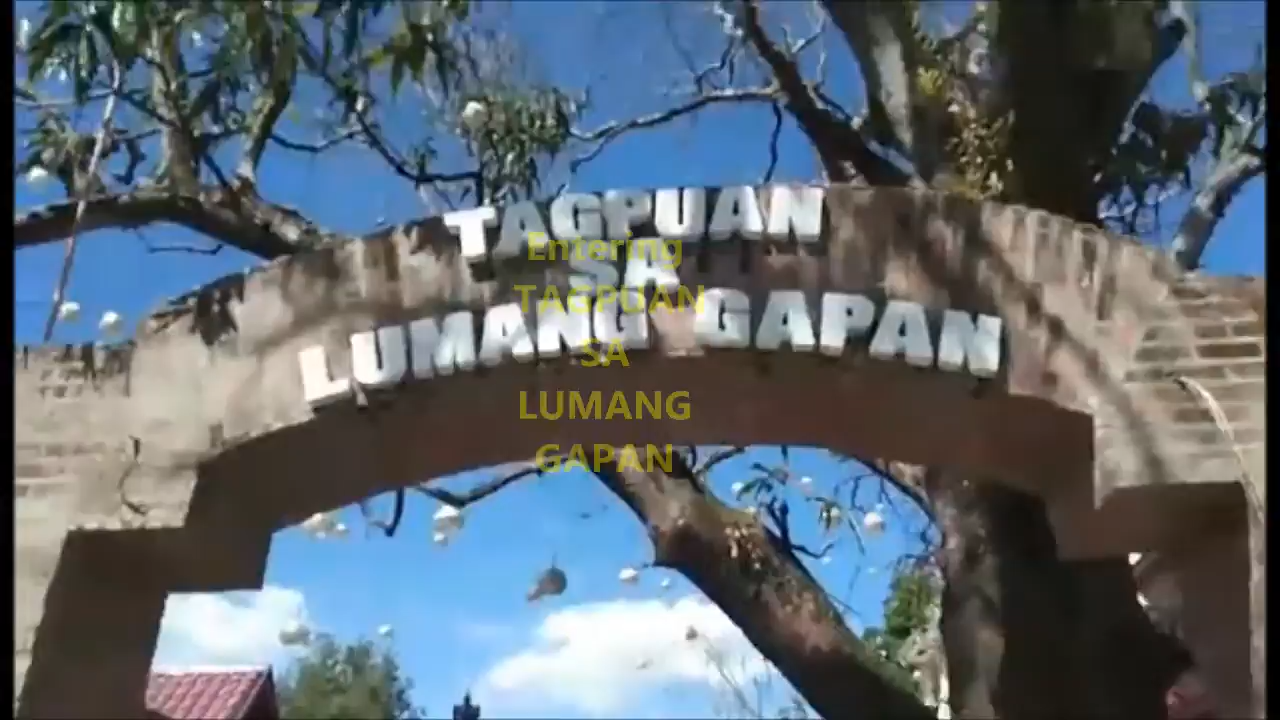 TAGPUAN
SA
LUMANG GAPAN
Entering
TAGPUAN
SA
LUMANG
GAPAN